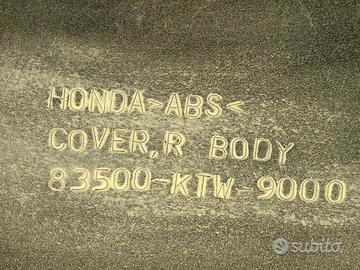 HONDA>ABS<
COVER,R BODY
83500-KTW-9000
subito